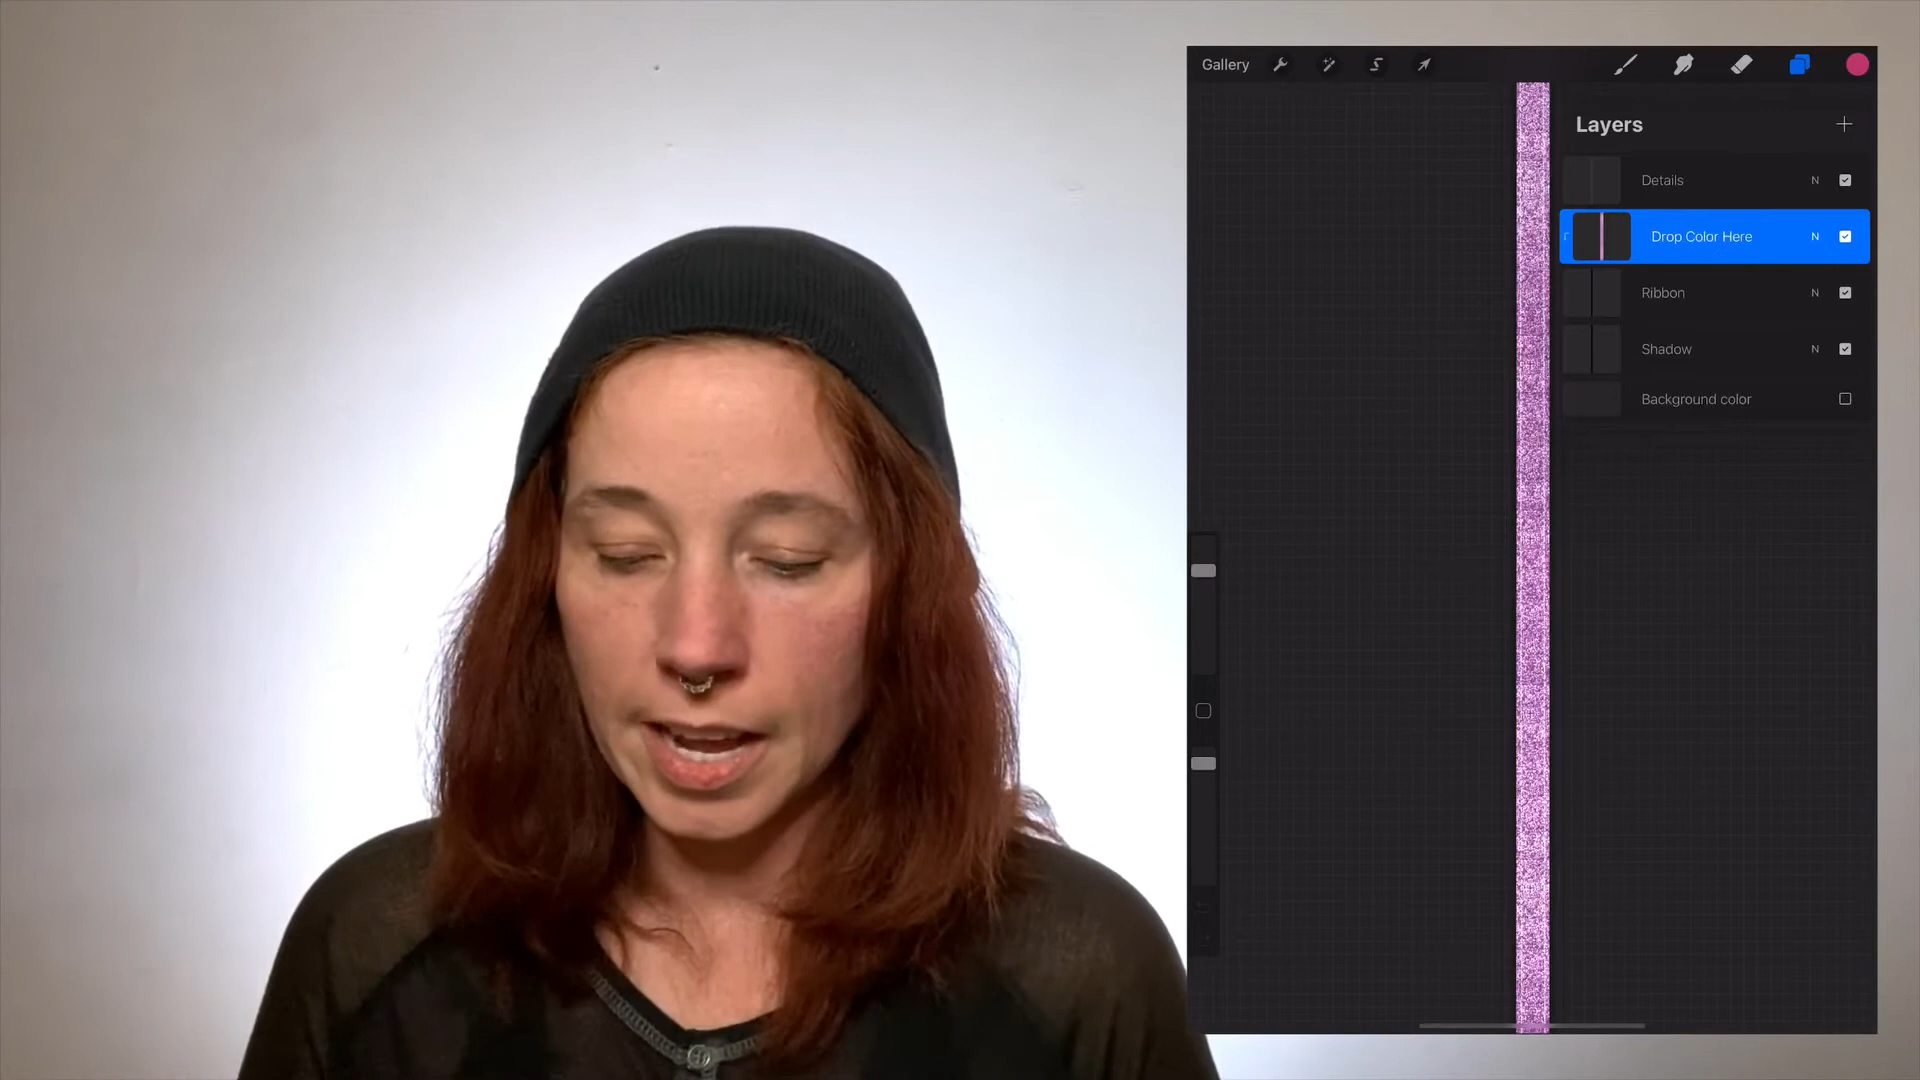 Gallery
Layers
Details N
Drop Color Here N
Ribbon N
Shadow N
Background color